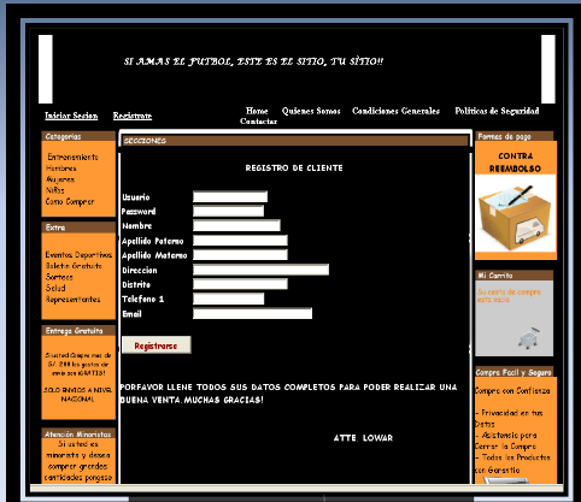 SI AMAS EL FUTBOL, ESTE ES EL SITIO, TU SÍTIO!!
Iniciar Sesion Registrate
Home Quienes Somos Condiciones Generales Políticas de Seguridad
Contactar
Categorias
Entrenamiento
Hombres
Mujeres
Niños
Como Comprar
Extra
Eventos Deportivos
Boletin Gratuito
Sorteos
Salud
Representantes
Entrega Gratuita
Si usted Compra mas de
S/. 200 los gastos de
envio son ¡GRATIS!
SOLO ENVIOS A NIVEL
NACIONAL
Atención Minoristas
Si usted es
minorista y desea
comprar grandes
cantidades pongase
SECCIONES
REGISTRO DE CLIENTE
Usuario
Password
Nombre
Apellido Paterno
Apellido Materno
Direccion
Distrito
Telefono 1
Email
Registrarse
PORFAVOR LLENE TODOS SUS DATOS COMPLETOS PARA PODER REALIZAR UNA
BUENA VENTA. MUCHAS GRACIAS!
ATTE. LOWAR
Formas de pago
CONTRA
REEMBOLSO
Mi Carrito
Su cesta de compra
esta vacia
Compra Facil y Seguro
Compra con Confianza
- Privacidad en tus
Datos
- Asistencia para
Cerrar la Compra
- Todos los Productos
con Garantia